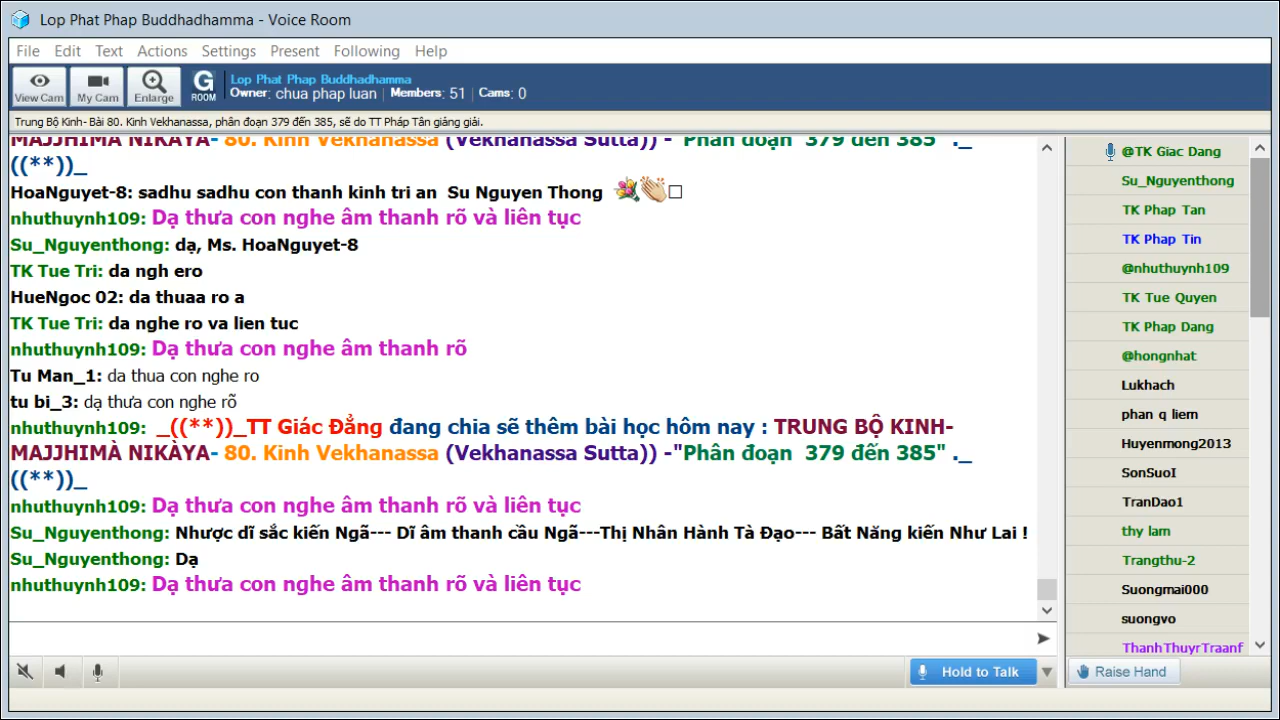 Lop Phat Phap Buddhadhamma - Voice Room
File Edit Text Actions Settings Present Following Help
View Cam My Cam Enlarge G ROOM
Lop Phat Phap Buddhadhamma
Owner: chua phap luan Members: 51 Cams: 0
Trung Bộ Kinh- Bài 80. Kinh Vekhanassa, phân đoạn 379 đến 385, sẽ do TT Pháp Tân giảng giải.
MAJJHIMÀ NIKÀYA- 80. Kinh Vekhanassa (Vekhanassa Sutta)) -"Phân đoạn 379 đến 385" ._
((**))_
HoaNguyet-8: sadhu sadhu con thanh kinh tri an Su Nguyen Thong
nhuthuynh109: Dạ thưa con nghe âm thanh rõ và liên tục
Su_Nguyenthong: dạ, Ms. HoaNguyet-8
TK Tue Tri: da ngh ero
HueNgoc 02: da thuaa ro a
TK Tue Tri: da nghe ro va lien tuc
nhuthuynh109: Dạ thưa con nghe âm thanh rõ
Tu Man_1: da thua con nghe ro
tu bi_3: dạ thưa con nghe rõ
nhuthuynh109: _((**))_TT Giác Đẳng đang chia sẽ thêm bài học hôm nay : TRUNG BỘ KINH-
MAJJHIMÀ NIKÀYA- 80. Kinh Vekhanassa (Vekhanassa Sutta)) -"Phân đoạn 379 đến 385" ._
((**))_
nhuthuynh109: Dạ thưa con nghe âm thanh rõ và liên tục
Su_Nguyenthong: Nhược dĩ sắc kiến Ngã--- Dĩ âm thanh cầu Ngã---Thị Nhân Hành Tà Đạo--- Bất Năng kiến Như Lai !
Su_Nguyenthong: Dạ
nhuthuynh109: Dạ thưa con nghe âm thanh rõ và liên tục
Hold to Talk
@TK Giac Dang
Su_Nguyenthong
TK Phap Tan
TK Phap Tin
@nhuthuynh109
TK Tue Quyen
TK Phap Dang
@hongnhat
Lukhach
phan q liem
Huyenmong2013
SonSuoI
TranDao1
thy lam
Trangthu-2
Suongmai000
suongvo
ThanhThuyrTraanf
Raise Hand